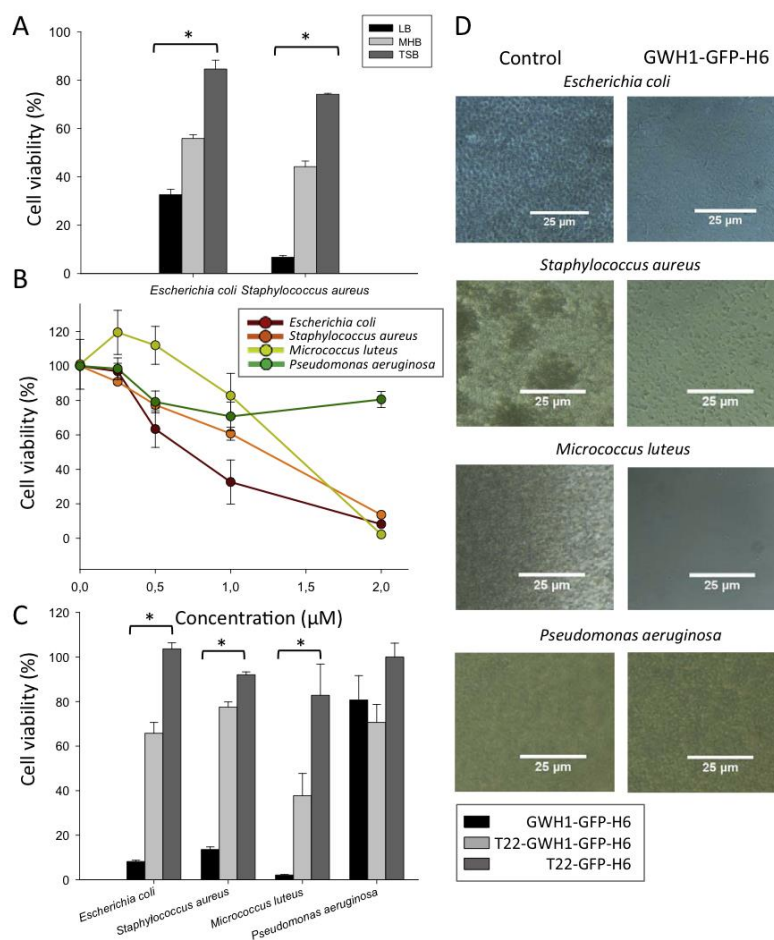 A
*
*
LB
MHB
TSB
100
80
60
40
20
0
Cell viability (%)
Escherichia coli Staphylococcus aureus
B
Escherichia coli
Staphylococcus aureus
Micrococcus luteus
Pseudomonas aeruginosa
120
100
80
60
40
20
0
Cell viability (%)
0,0 0,5 1,0 1,5 2,0
Concentration (µM)
C
*
*
*
120
100
80
60
40
20
0
Cell viability (%)
Escherichia coli
Staphylococcus aureus
Micrococcus luteus
Pseudomonas aeruginosa
D
Control GWH1-GFP-H6
Escherichia coli
25 µm 25 µm
Staphylococcus aureus
25 µm 25 µm
Micrococcus luteus
25 µm 25 µm
Pseudomonas aeruginosa
25 µm 25 µm
GWH1-GFP-H6
T22-GWH1-GFP-H6
T22-GFP-H6